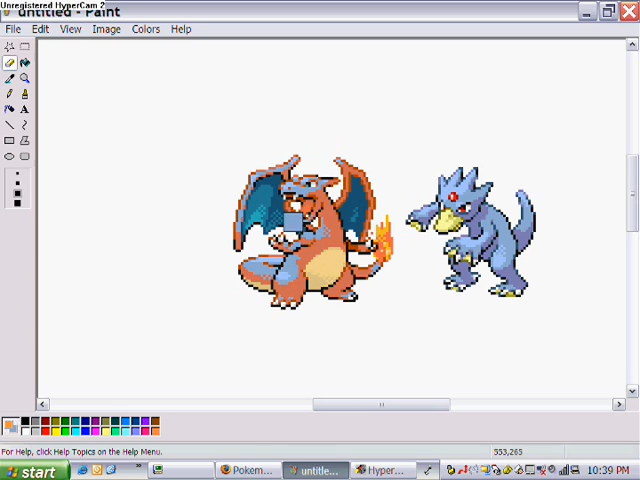 Unregistered HyperCam 2
untitled - Paint
File Edit View Image Colors Help
A
For Help, click Help Topics on the Help Menu.
553,265
start
»
Pokem...
untitle...
Hyper...
10:39 PM